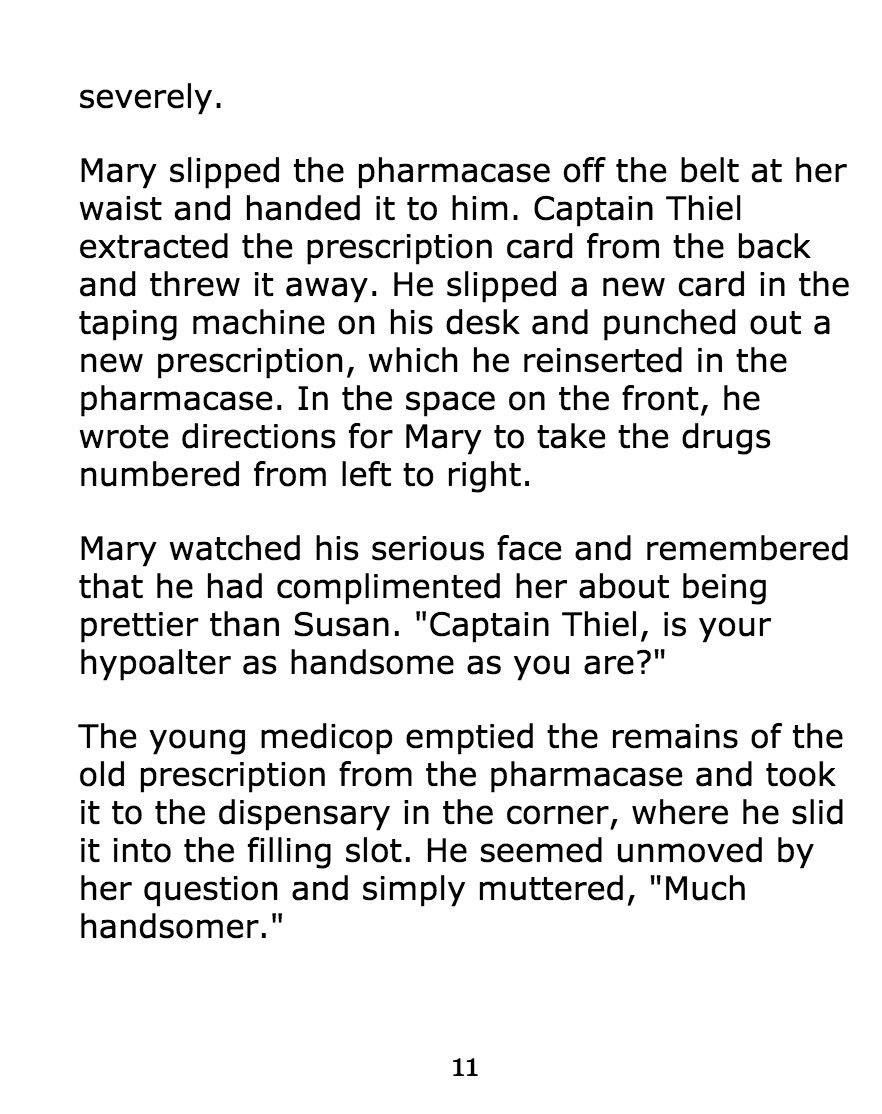 severely.
Mary slipped the pharmacase off the belt at her
waist and handed it to him. Captain Thiel
extracted the prescription card from the back
and threw it away. He slipped a new card in the
taping machine on his desk and punched out a
new prescription, which he reinserted in the
pharmacase. In the space on the front, he
wrote directions for Mary to take the drugs
numbered from left to right.
Mary watched his serious face and remembered
that he had complimented her about being
prettier than Susan. "Captain Thiel, is your
hypoalter as handsome as you are?"
The young medicop emptied the remains of the
old prescription from the pharmacase and took
it to the dispensary in the corner, where he slid
it into the filling slot. He seemed unmoved by
her question and simply muttered, "Much
handsomer."
11